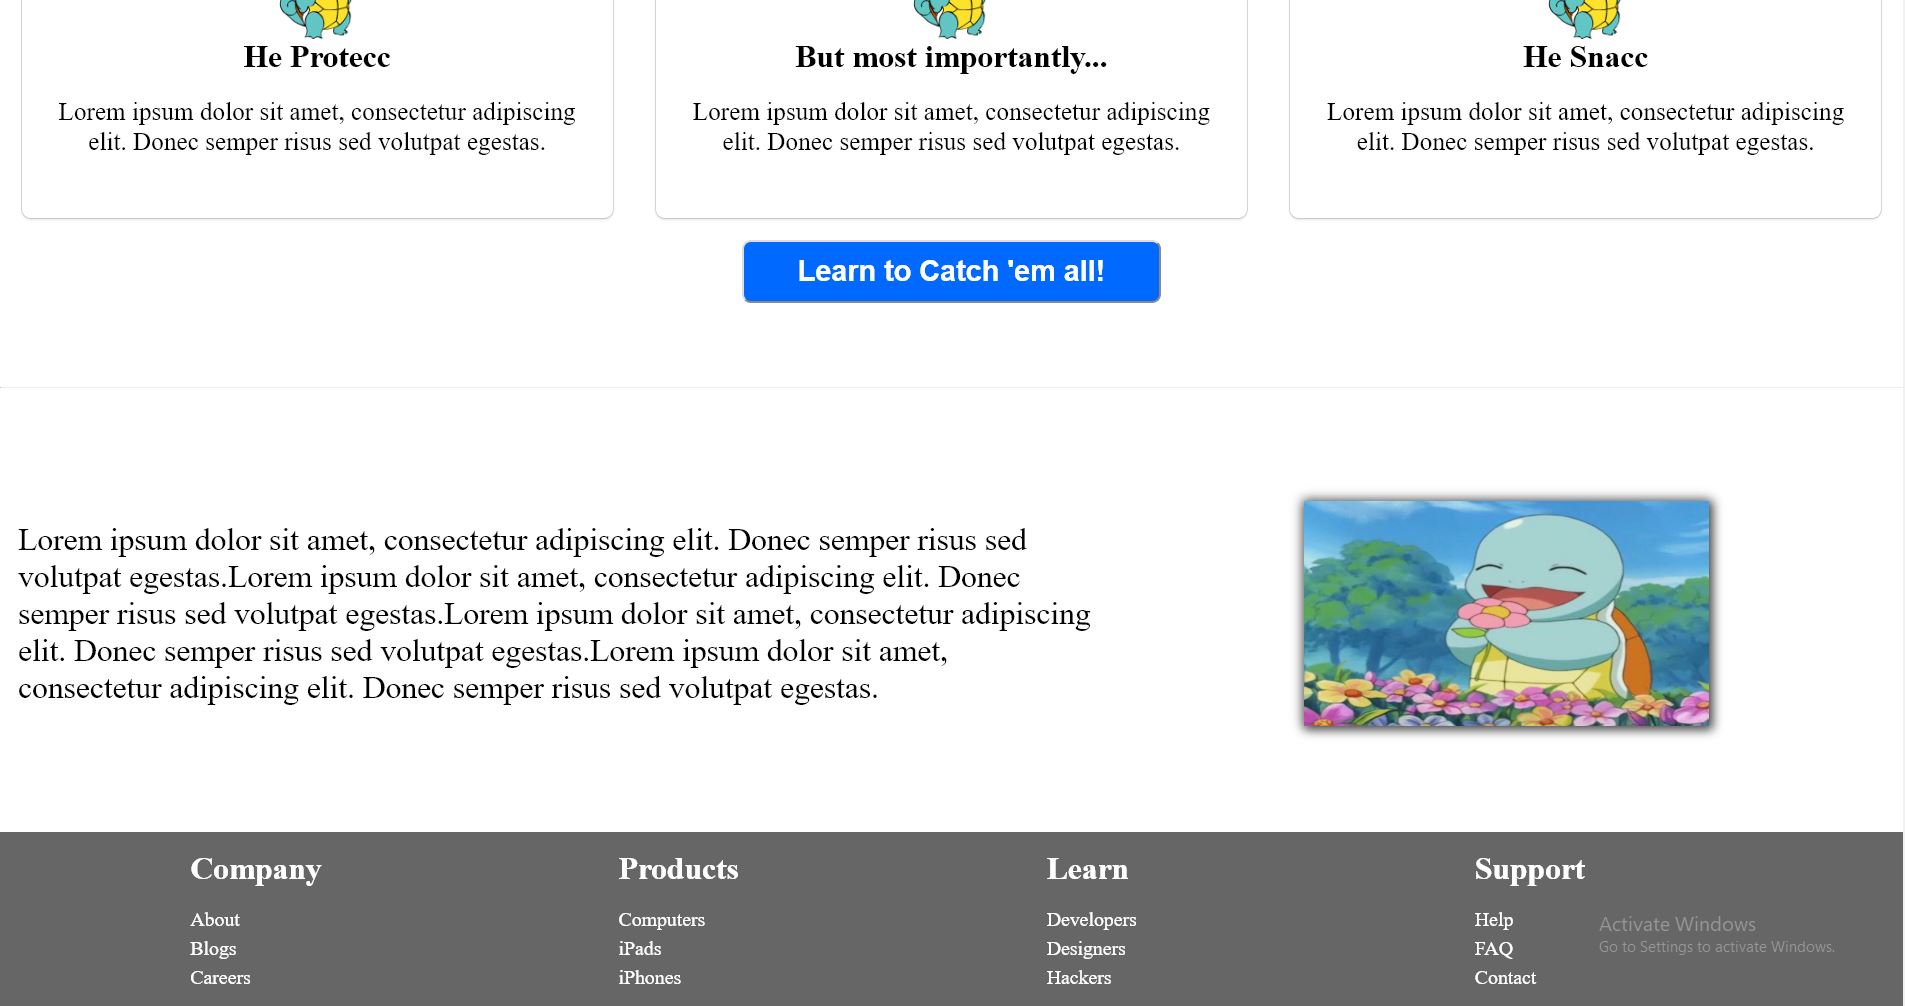 He Protecc
Lorem ipsum dolor sit amet, consectetur adipiscing
elit. Donec semper risus sed volutpat egestas.
But most importantly...
Lorem ipsum dolor sit amet, consectetur adipiscing
elit. Donec semper risus sed volutpat egestas.
He Snacc
Lorem ipsum dolor sit amet, consectetur adipiscing
elit. Donec semper risus sed volutpat egestas.
Learn to Catch 'em all!
Lorem ipsum dolor sit amet, consectetur adipiscing elit. Donec semper risus sed
volutpat egestas.Lorem ipsum dolor sit amet, consectetur adipiscing elit. Donec
semper risus sed volutpat egestas.Lorem ipsum dolor sit amet, consectetur adipiscing
elit. Donec semper risus sed volutpat egestas.Lorem ipsum dolor sit amet,
consectetur adipiscing elit. Donec semper risus sed volutpat egestas.
Company
About
Blogs
Careers
Products
Computers
iPads
iPhones
Learn
Developers
Designers
Hackers
Support
Help
FAQ
Contact
Activate Windows
Go to Settings to activate Windows.